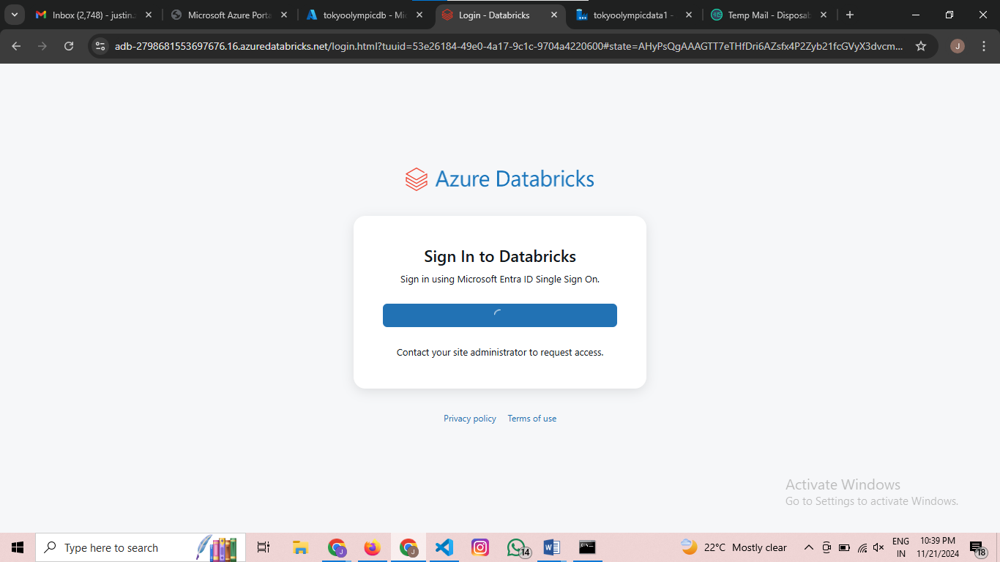 Inbox (2,748) - justin.
Microsoft Azure Porta
tokyoolympicdb - Mic
Login - Databricks
tokyoolympicdata1 -
Temp Mail - Disposab
adb-2798681553697676.16.azuredatabricks.net/login.html?tuuid=53e26184-49e0-4a17-9c1c-9704a4220600#state=AHyPsQgAAAGTT7eTHfDri6AZsfx4P2Zyb21fcGVyX3dvcm...
J
Azure Databricks
Sign In to Databricks
Sign in using Microsoft Entra ID Single Sign On.
Contact your site administrator to request access.
Privacy policy Terms of use
Activate Windows
Go to Settings to activate Windows.
Type here to search
J
J
14
22°C Mostly clear
ENG
IN
10:39 PM
11/21/2024
18